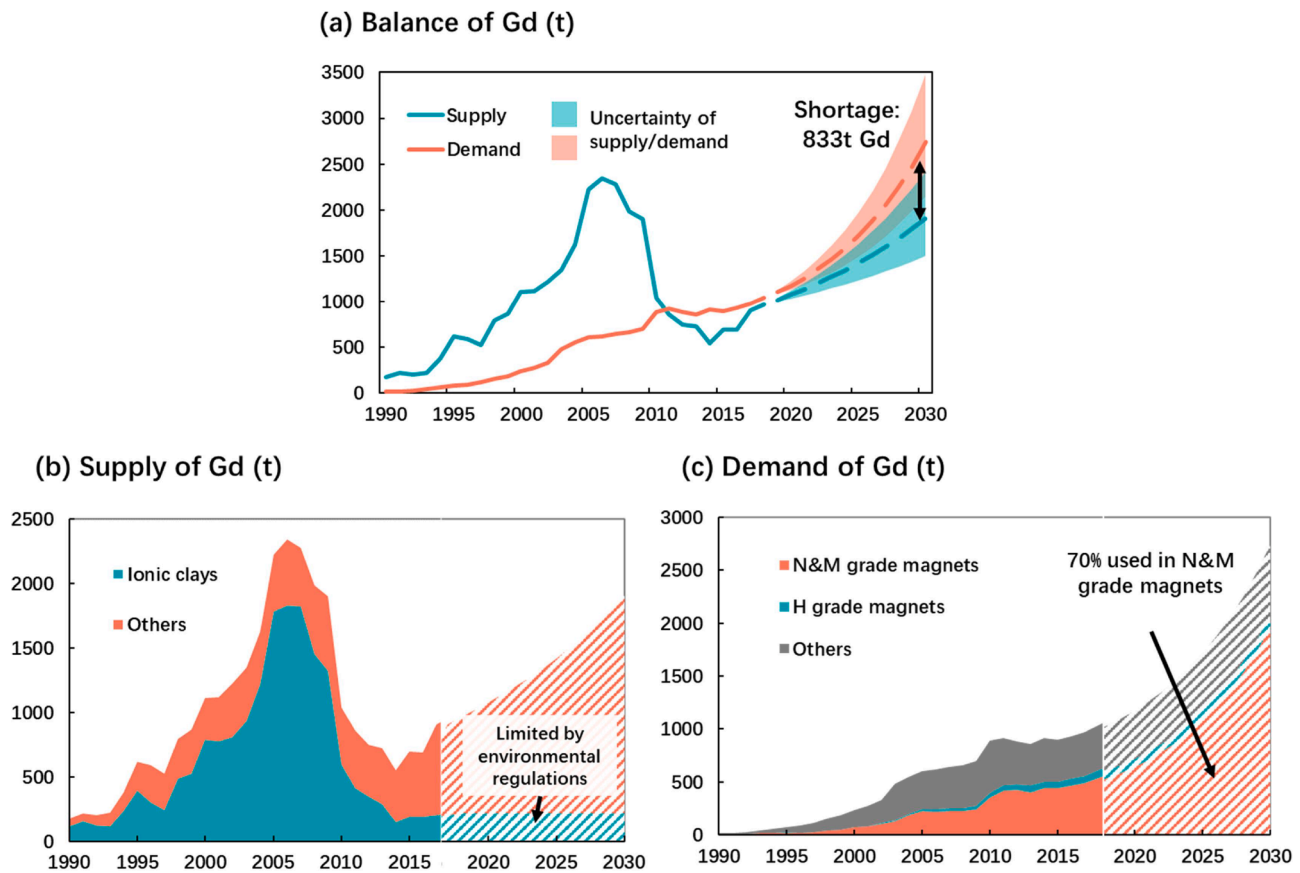 (a) Balance of Gd (t)
3500
3000
2500
2000
1500
1000
500
0
Supply
Demand
Uncertainty of
supply/demand
Shortage:
833t Gd
1990 1995 2000 2005 2010 2015 2020 2025 2030
(b) Supply of Gd (t)
2500
2000
1500
1000
500
0
Ionic clays
Others
Limited by
environmental
regulations
1990 1995 2000 2005 2010 2015 2020 2025 2030
(c) Demand of Gd (t)
3000
2500
2000
1500
1000
500
0
N&M grade magnets
H grade magnets
Others
70% used in N&M
grade magnets
1990 1995 2000 2005 2010 2015 2020 2025 2030